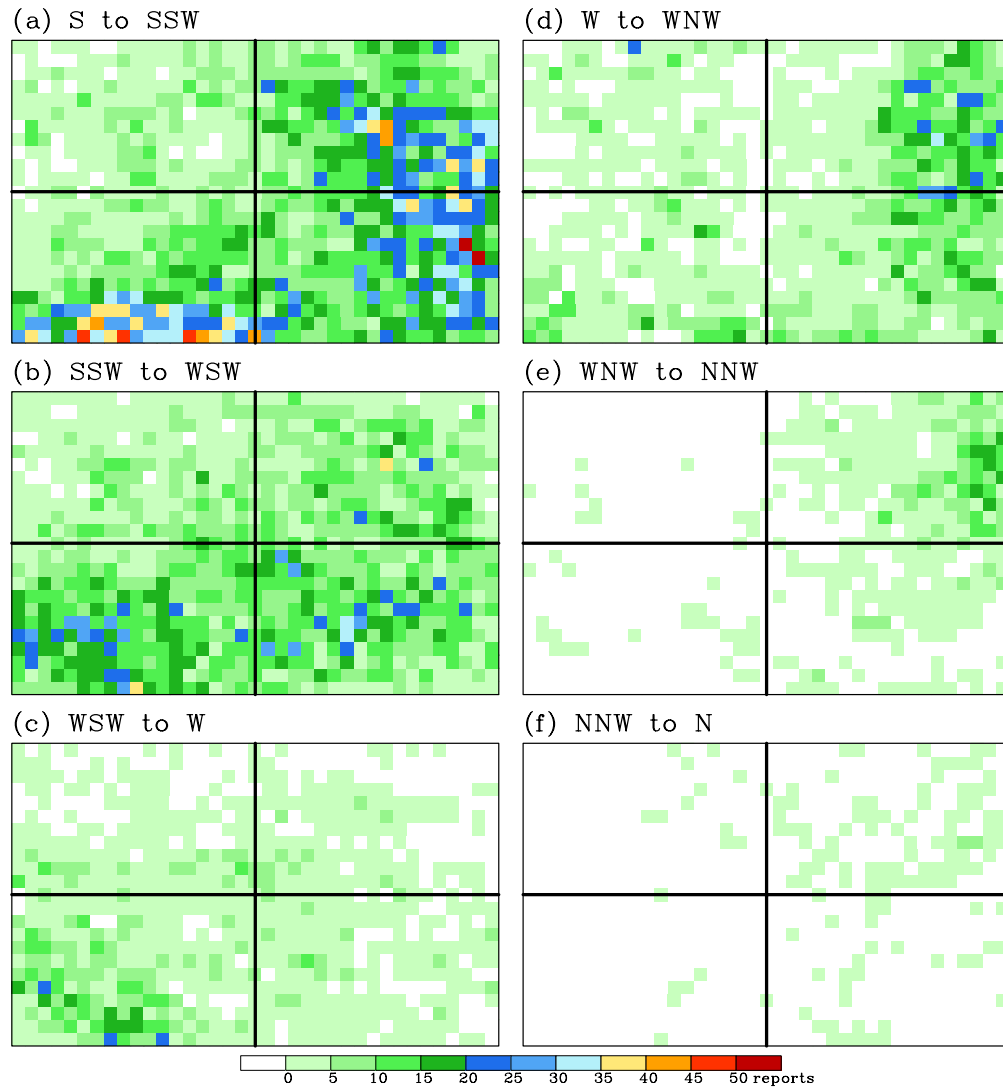 (a) S to SSW
(d) W to WNW
(b) SSW to WSW
(e) WNW to NNW
(c) WSW to W
(f) NNW to N
0 5 10 15 20 25 30 35 40 45 50 reports